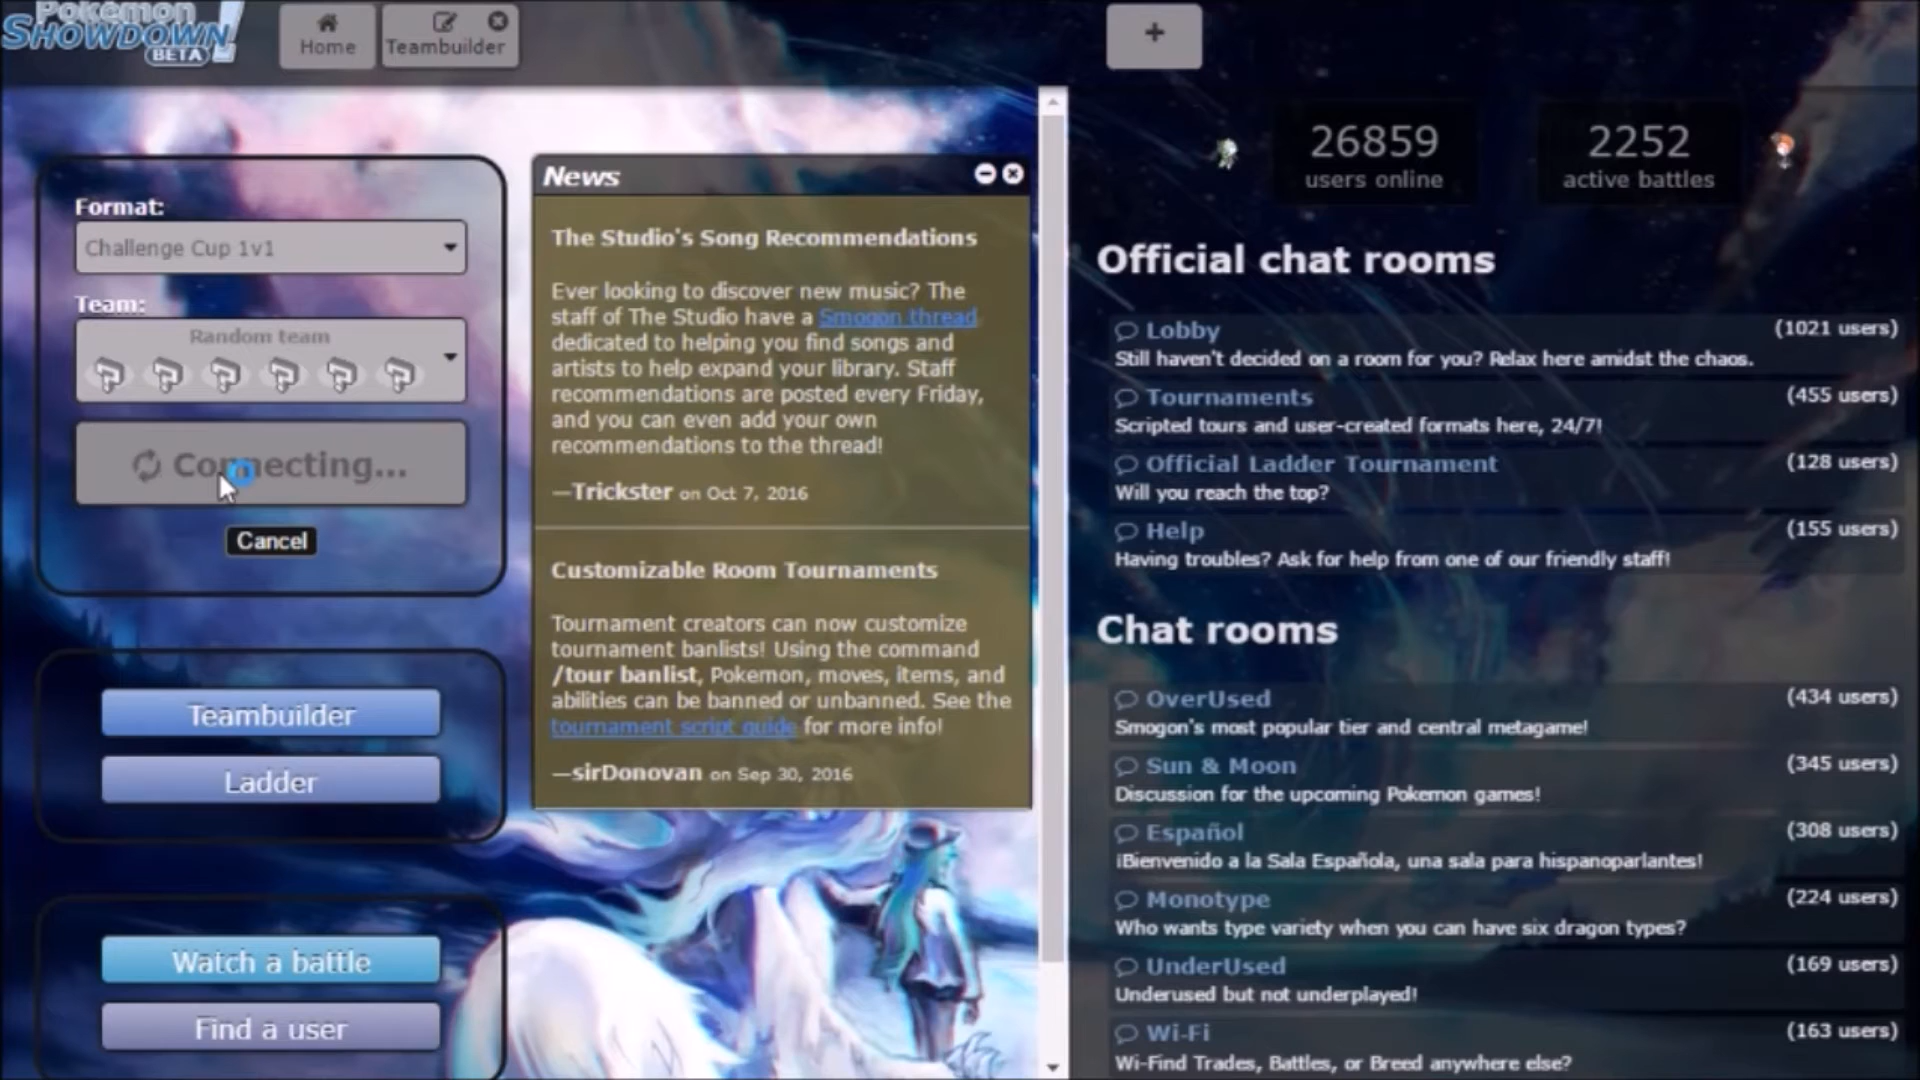 Pokémon
SHOWDOWN!
BETA
Home
Teambuilder
+
Format:
Challenge Cup 1v1
Team:
Random team
Connecting...
Cancel
Teambuilder
Ladder
Watch a battle
Find a user
News
The Studio's Song Recommendations
Ever looking to discover new music? The
staff of The Studio have a Smogon thread
dedicated to helping you find songs and
artists to help expand your library. Staff
recommendations are posted every Friday,
and you can even add your own
recommendations to the thread!
—Trickster on Oct 7, 2016
Customizable Room Tournaments
Tournament creators can now customize
tournament banlists! Using the command
/tour banlist, Pokemon, moves, items, and
abilities can be banned or unbanned. See the
tournament script guide for more info!
—sirDonovan on Sep 30, 2016
26859
users online
2252
active battles
Official chat rooms
Lobby (1021 users)
Still haven't decided on a room for you? Relax here amidst the chaos.
Tournaments (455 users)
Scripted tours and user-created formats here, 24/7!
Official Ladder Tournament (128 users)
Will you reach the top?
Help (155 users)
Having troubles? Ask for help from one of our friendly staff!
Chat rooms
OverUsed (434 users)
Smogon's most popular tier and central metagame!
Sun & Moon (345 users)
Discussion for the upcoming Pokemon games!
Español (308 users)
¡Bienvenido a la Sala Española, una sala para hispanoparlantes!
Monotype (224 users)
Who wants type variety when you can have six dragon types?
UnderUsed (169 users)
Underused but not underplayed!
Wi-Fi (163 users)
Wi-Find Trades, Battles, or Breed anywhere else?